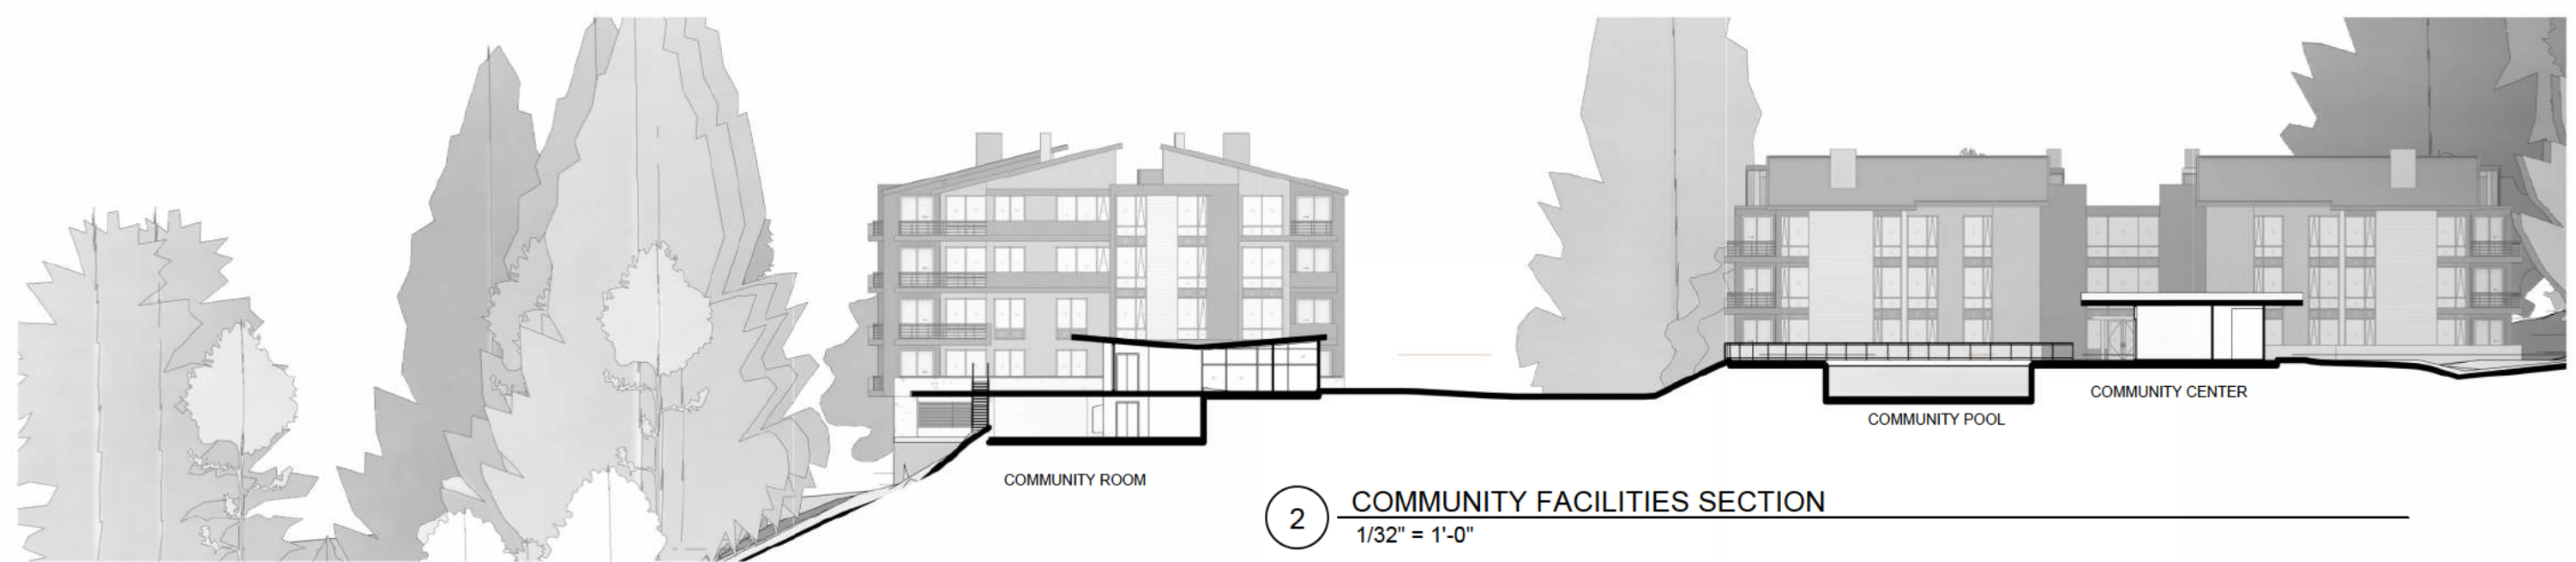 COMMUNITY CENTER
COMMUNITY POOL
COMMUNITY ROOM
2
COMMUNITY FACILITIES SECTION
1/32" = 1'-0"